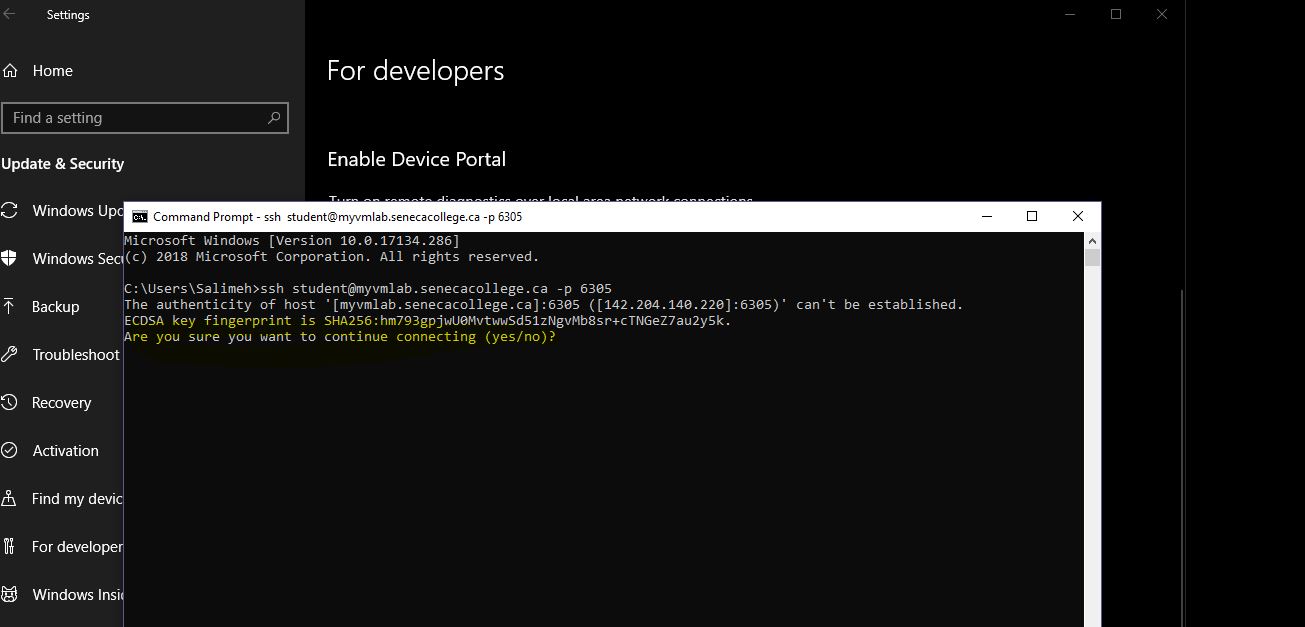 Settings
Home
Find a setting
Update & Security
Windows Upd
Windows Secu
Backup
Troubleshoot
Recovery
Activation
Find my devic
For developer
Windows Insid
For developers
Enable Device Portal
Turn on remote diagnostics over local area network connections.
Command Prompt - ssh student@myvmlab.senecacollege.ca -p 6305
Microsoft Windows [Version 10.0.17134.286]
(c) 2018 Microsoft Corporation. All rights reserved.
C:\Users\Salimeh>ssh student@myvmlab.senecacollege.ca -p 6305
The authenticity of host '[myvmlab.senecacollege.ca]:6305 ([142.204.140.220]:6305)' can't be established.
ECDSA key fingerprint is SHA256:hm793gpjwU0MvtwwSd51zNgvMb8sr+cTNGeZ7au2y5k.
Are you sure you want to continue connecting (yes/no)?